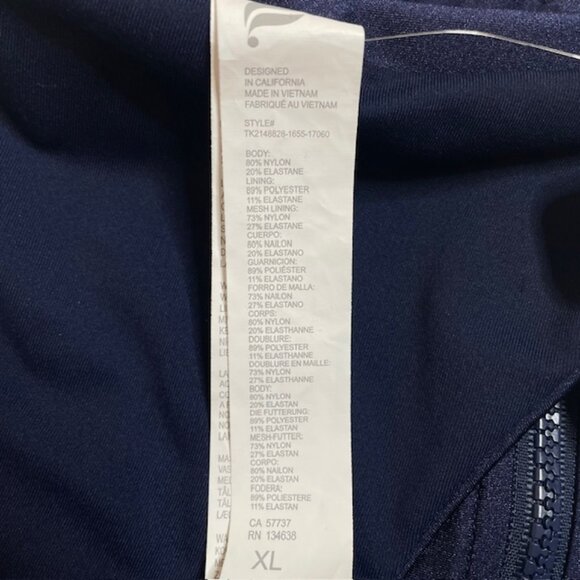 DESIGNED
IN CALIFORNIA
MADE IN VIETNAM
FABRIQUÉ AU VIETNAM
STYLE#
TK2148828-1655-17060
BODY:
80% NYLON
20% ELASTANE
LINING:
89% POLYESTER
11% ELASTANE
MESH LINING:
73% NYLON
27% ELASTANE
CUERPO:
80% NAILON
20% ELASTANO
GUARNICION:
89% POLIÉSTER
11% ELASTANO
FORRO DE MALLA:
73% NAILON
27% ELASTANO
CORPS:
80% NYLON
20% ELASTHANNE
DOUBLURE:
89% POLYESTER
11% ELASTHANNE
DOUBLURE EN MAILLE:
73% NYLON
27% ELASTHANNE
BODY:
80% NYLON
20% ELASTAN
DIE FUTTERUNG:
89% POLYESTER
11% ELASTAN
MESH-FUTTER:
73% NYLON
27% ELASTAN
CORPO:
80% NAILON
20% ELASTAN
FODERA:
89% POLIESTERE
11% ELASTAN
CA 57737
RN 134638
XL